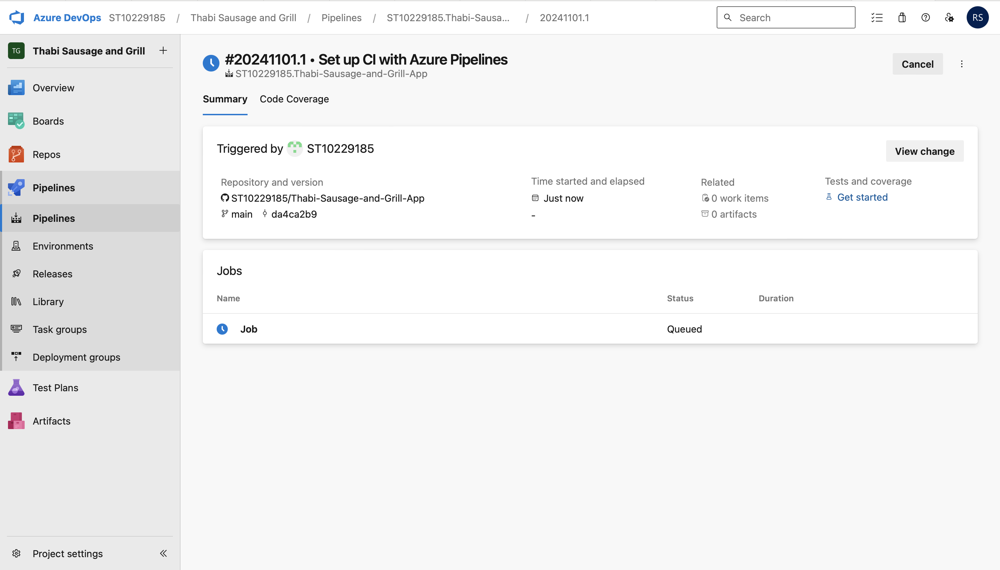 Azure DevOps ST10229185 / Thabi Sausage and Grill / Pipelines / ST10229185.Thabi-Sausa... / 20241101.1
Search
RS
TG Thabi Sausage and Grill
Overview
Boards
Repos
Pipelines
Pipelines
Environments
Releases
Library
Task groups
Deployment groups
Test Plans
Artifacts
Project settings
#20241101.1 • Set up CI with Azure Pipelines
ST10229185.Thabi-Sausage-and-Grill-App
Cancel
Summary Code Coverage
Triggered by ST10229185
View change
Repository and version
ST10229185/Thabi-Sausage-and-Grill-App
main da4ca2b9
Time started and elapsed
Just now
-
Related
0 work items
0 artifacts
Tests and coverage
Get started
Jobs
Name Status Duration
Job Queued